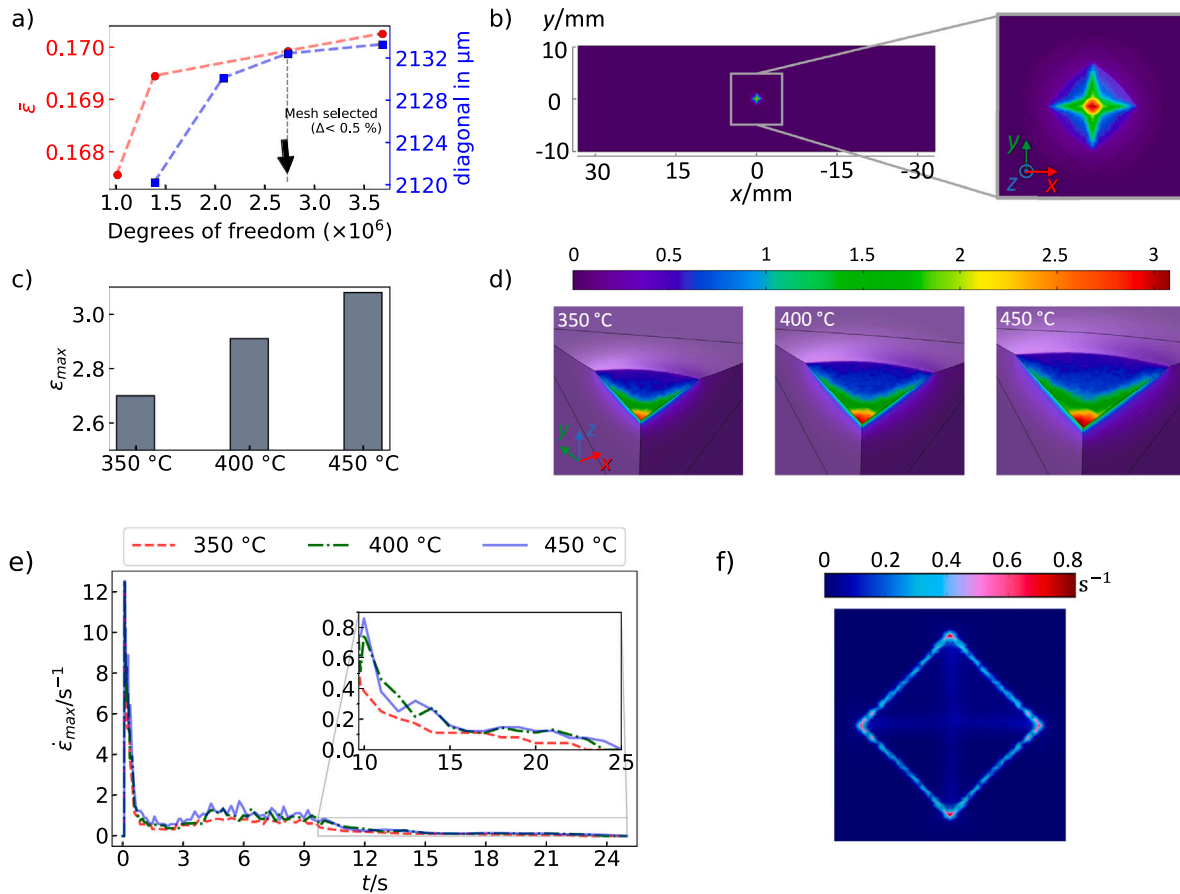 a)
0.170
0.169
0.168
ε̄
2132
2128
2124
2120
diagonal in µm
Mesh selected
(Δ< 0.5 %)
1.0 1.5 2.0 2.5 3.0 3.5
Degrees of freedom (×10⁶)
b)
y/mm
10
0
-10
30 15 0 -15 -30
x/mm
y
z x
c)
3.0
2.8
2.6
ε_max
350 °C 400 °C 450 °C
0 0.5 1 1.5 2 2.5 3
d)
350 °C
400 °C
450 °C
y z
x
350 °C 400 °C 450 °C
e)
12
10
8
6
4
2
0
ε̇_max/s⁻¹
0.8
0.6
0.4
0.2
0.0
10 15 20 25
0 3 6 9 12 15 18 21 24
t/s
f)
0 0.2 0.4 0.6 0.8
s⁻¹